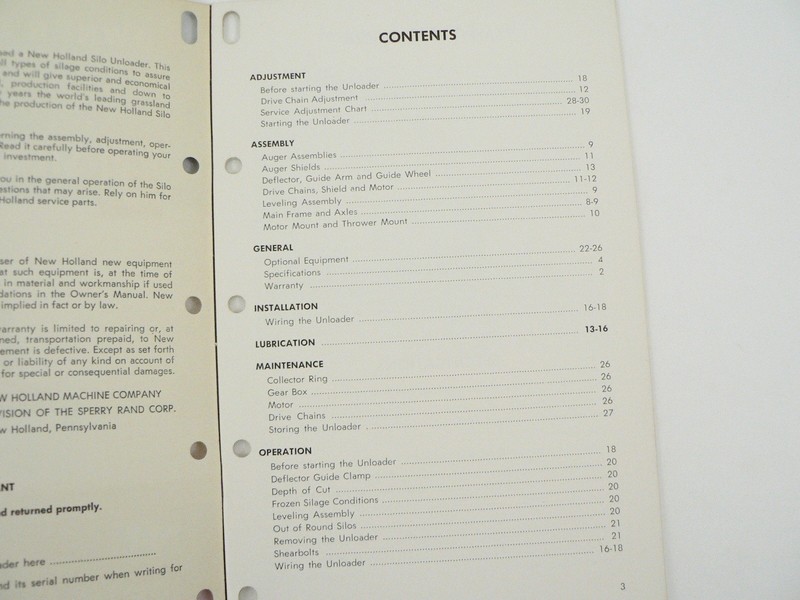 ead a New Holland Silo Unloader. This
ll types of silage conditions to assure
and will give superior and economical
, production facilities and down to
years the world's leading grassland
he production of the New Holland Silo
rning the assembly, adjustment, oper-
Read it carefully before operating your
investment.
ou in the general operation of the Silo
estions that may arise. Rely on him for
Holland service parts.
ser of New Holland new equipment
at such equipment is, at the time of
in material and workmanship if used
dations in the Owner's Manual. New
implied in fact or by law.
arranty is limited to repairing or, at
ned, transportation prepaid, to New
ement is defective. Except as set forth
or liability of any kind on account of
for special or consequential damages.
W HOLLAND MACHINE COMPANY
VISION OF THE SPERRY RAND CORP.
w Holland, Pennsylvania
NT
d returned promptly.
ader here
nd its serial number when writing for
CONTENTS
ADJUSTMENT
Before starting the Unloader 18
Drive Chain Adjustment 12
Service Adjustment Chart 28-30
Starting the Unloader 19
ASSEMBLY
Auger Assemblies 9
Auger Shields 11
Deflector, Guide Arm and Guide Wheel 13
Drive Chains, Shield and Motor 11-12
Leveling Assembly 9
Main Frame and Axles 8-9
Motor Mount and Thrower Mount 10
GENERAL
Optional Equipment 22-26
Specifications 4
Warranty 2
INSTALLATION
Wiring the Unloader 16-18
LUBRICATION 13-16
MAINTENANCE
Collector Ring 26
Gear Box 26
Motor 26
Drive Chains 26
Storing the Unloader 27
OPERATION
Before starting the Unloader 18
Deflector Guide Clamp 20
Depth of Cut 20
Frozen Silage Conditions 20
Leveling Assembly 20
Out of Round Silos 20
Removing the Unloader 21
Shearbolts 21
Wiring the Unloader 16-18
3